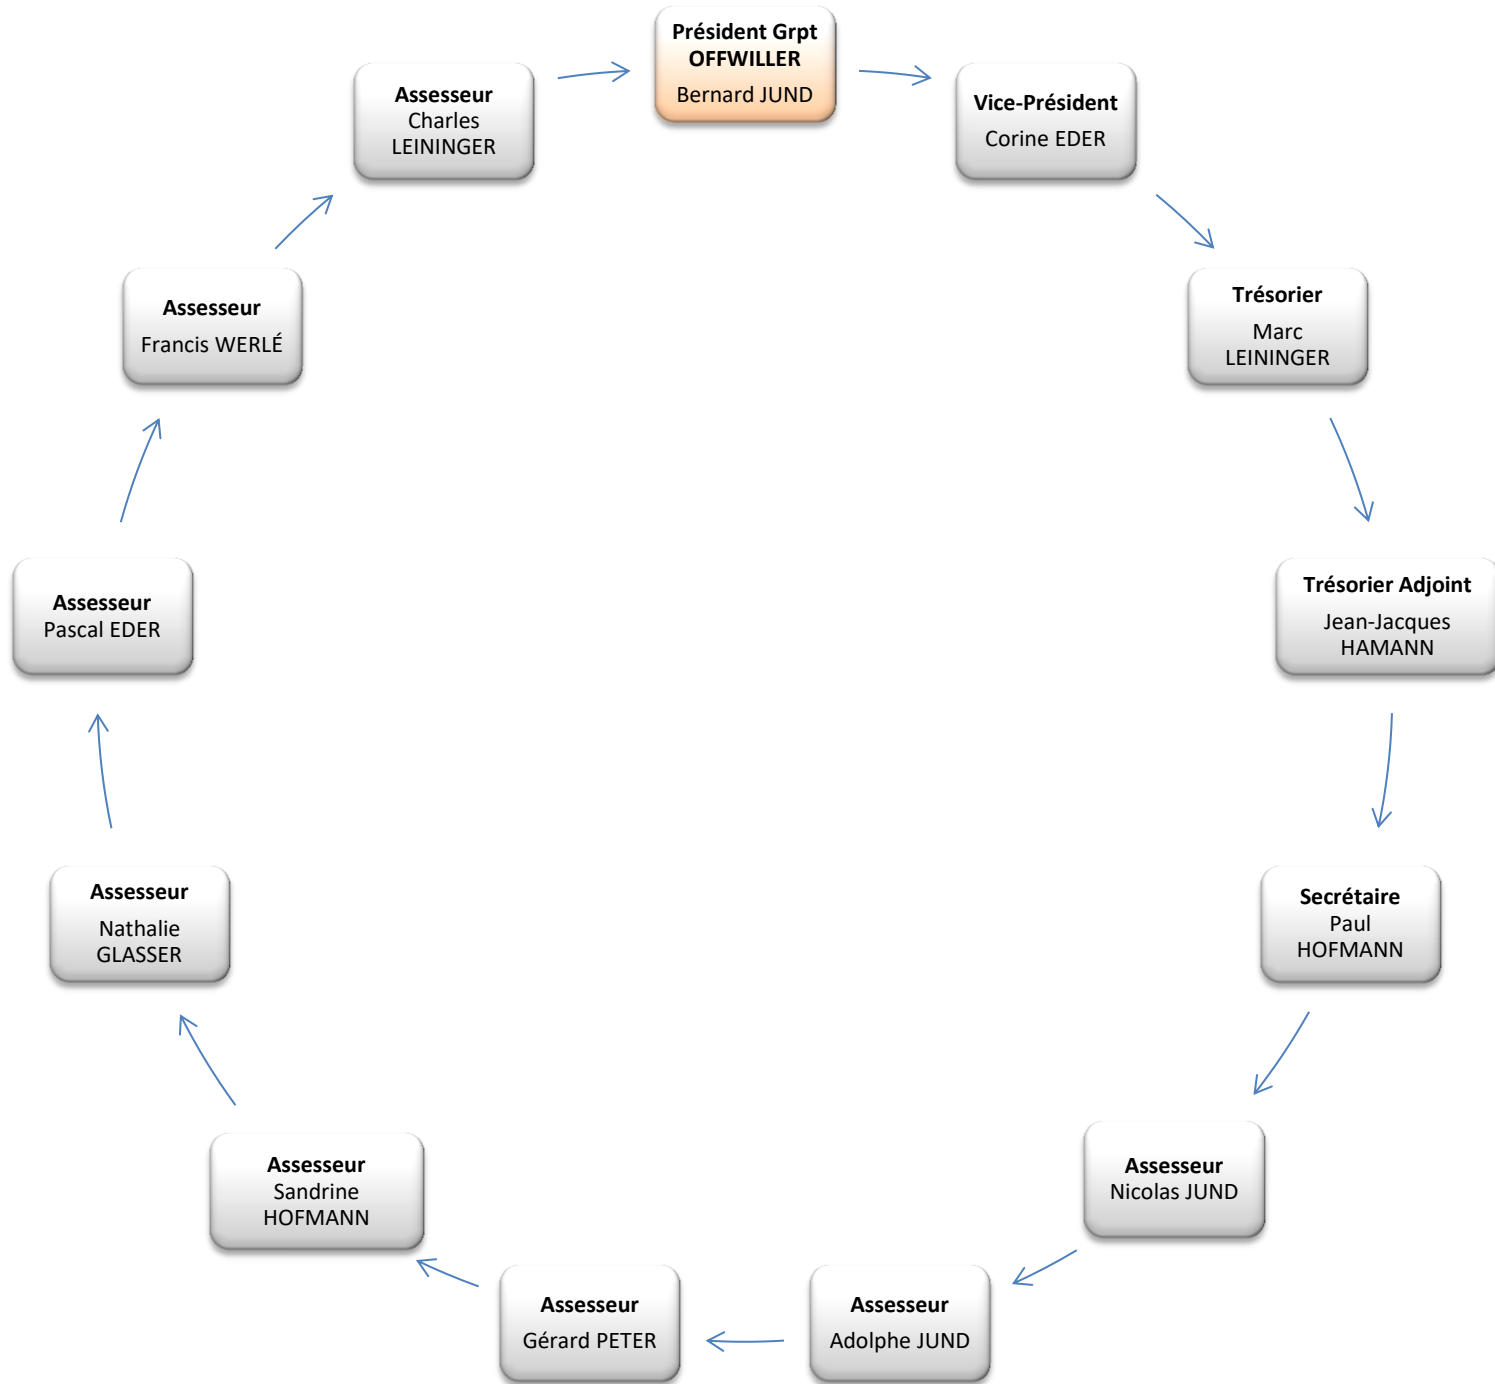 Président Grpt
OFFWILLER
Bernard JUND
Vice-Président
Corine EDER
Trésorier
Marc
LEININGER
Trésorier Adjoint
Jean-Jacques
HAMANN
Secrétaire
Paul
HOFMANN
Assesseur
Nicolas JUND
Assesseur
Adolphe JUND
Assesseur
Gérard PETER
Assesseur
Sandrine
HOFMANN
Assesseur
Nathalie
GLASSER
Assesseur
Pascal EDER
Assesseur
Francis WERLÉ
Assesseur
Charles
LEININGER